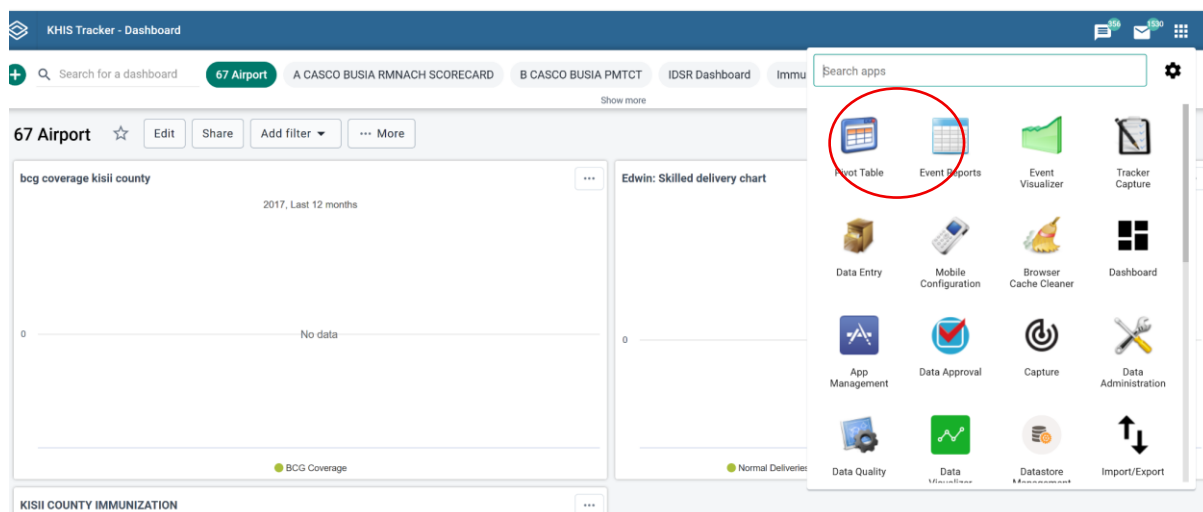 KHIS Tracker - Dashboard
356
1530
Search for a dashboard
67 Airport
A CASCO BUSIA RMNACH SCORECARD
B CASCO BUSIA PMTCT
IDSR Dashboard
Immu
Show more
67 Airport
Edit
Share
Add filter
More
bcg coverage kisii county
2017, Last 12 months
0
No data
BCG Coverage
Edwin: Skilled delivery chart
0
Normal Deliveries
KISII COUNTY IMMUNIZATION
Search apps
Pivot Table
Event Reports
Event
Visualizer
Tracker
Capture
Data Entry
Mobile
Configuration
Browser
Cache Cleaner
Dashboard
App
Management
Data Approval
Capture
Data
Administration
Data Quality
Data
Visualizer
Datastore
Management
Import/Export